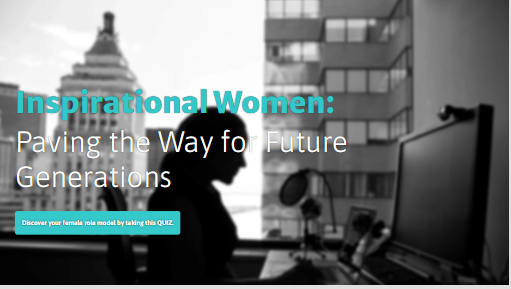 Inspirational Women:
Paving the Way for Future
Generations
Discover your female role model by taking this QUIZ.